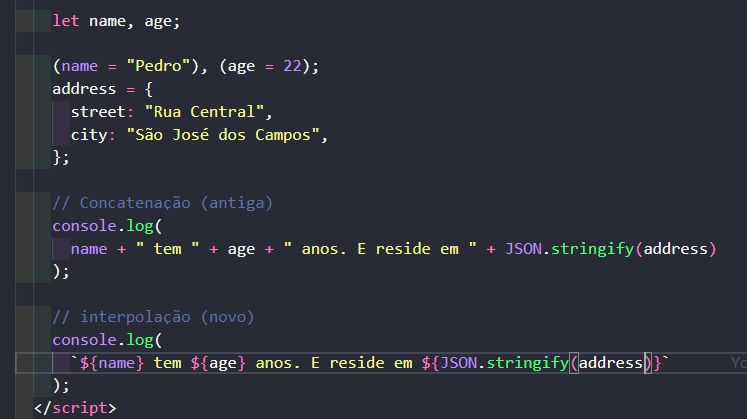 let name, age;
(name = "Pedro"), (age = 22);
address = {
street: "Rua Central",
city: "São José dos Campos",
};
// Concatenação (antiga)
console.log(
name + " tem " + age + " anos. E reside em " + JSON.stringify(address)
);
// interpolação (novo)
console.log(
`${name} tem ${age} anos. E reside em ${JSON.stringify(address)}`
);
</script>